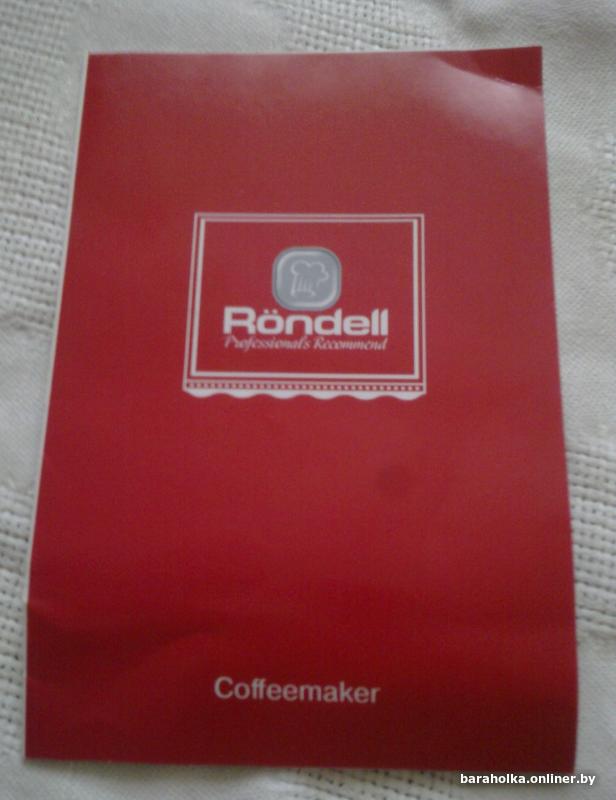 Röndell
Professionals Recommend
Coffeemaker
baraholka.onliner.by